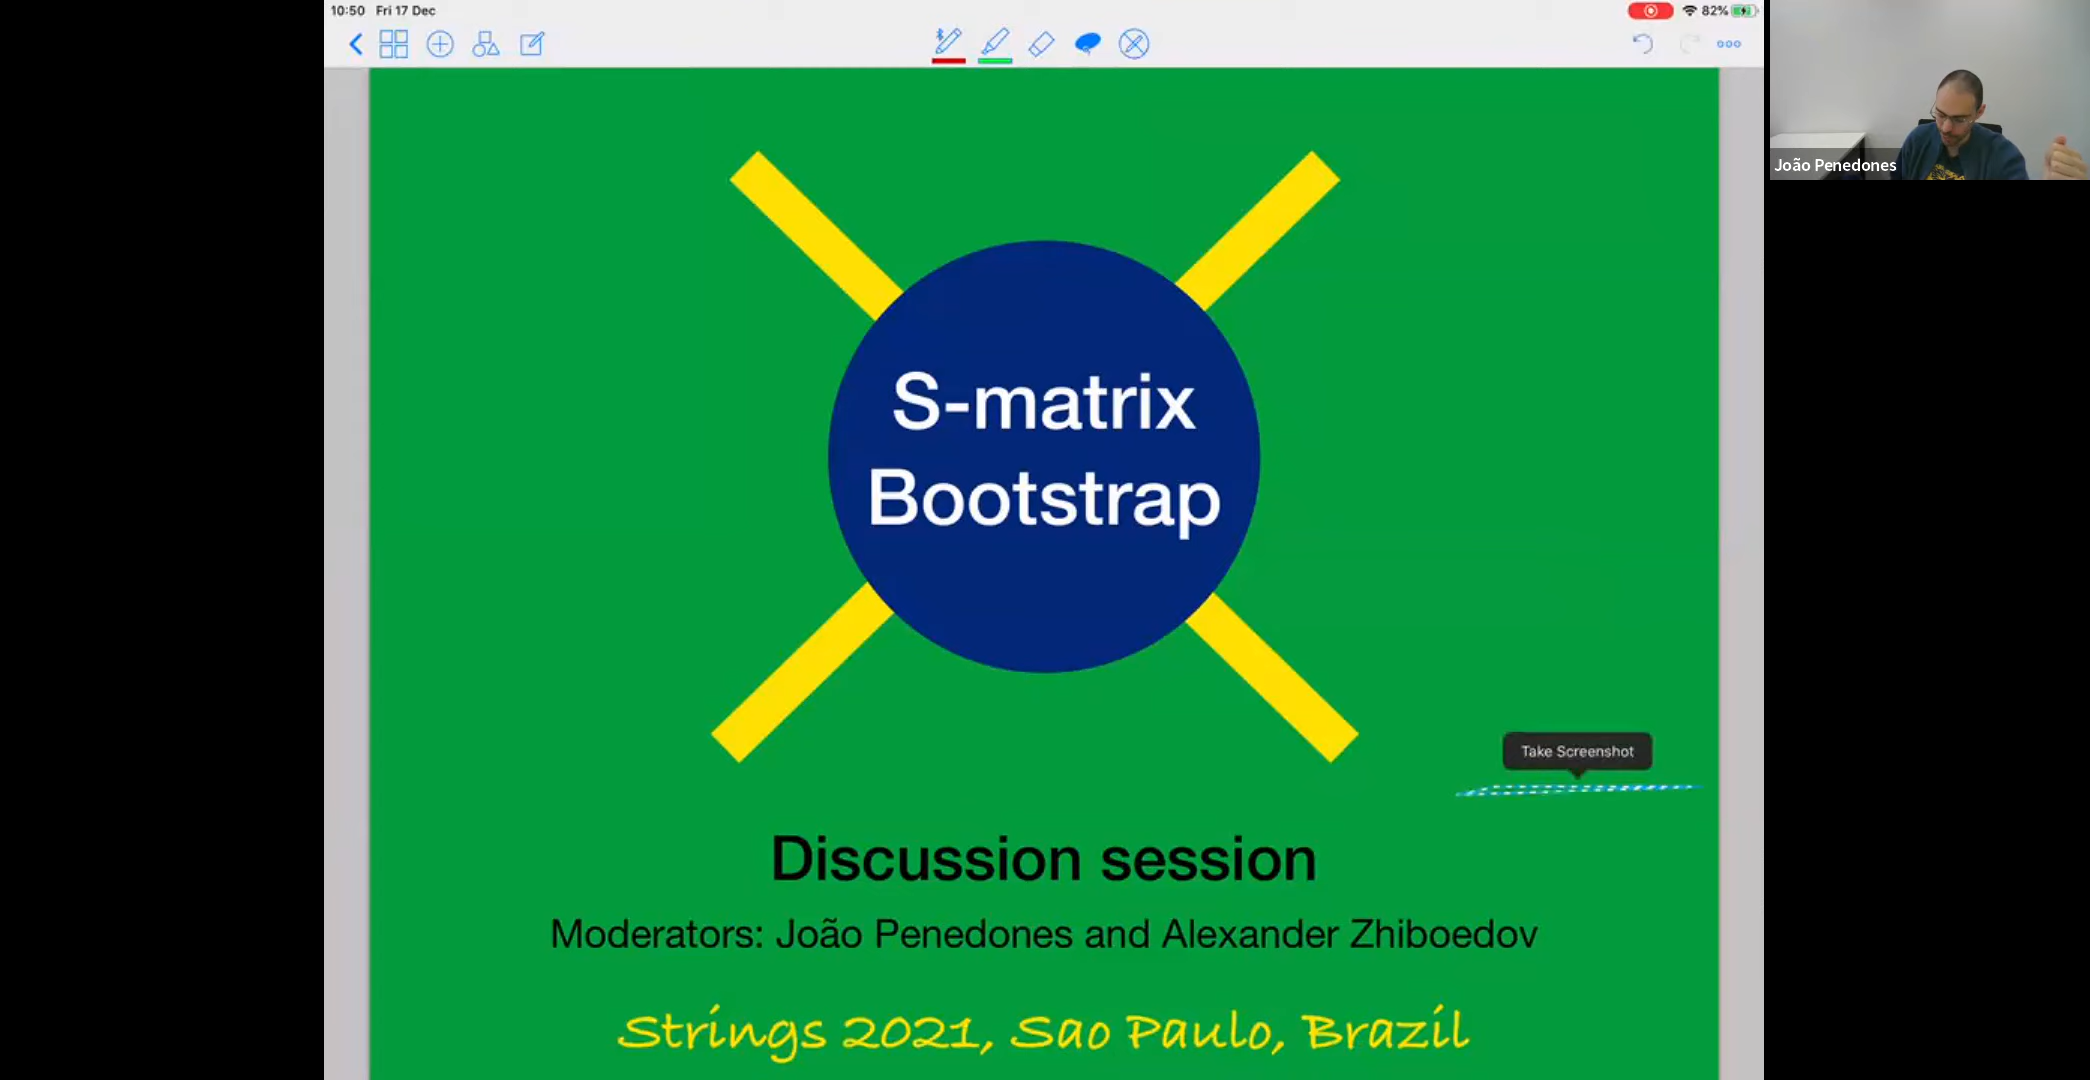 10:50 Fri 17 Dec
82%
João Penedones
S-matrix
Bootstrap
Take Screenshot
Discussion session
Moderators: João Penedones and Alexander Zhiboedov
Strings 2021, Sao Paulo, Brazil